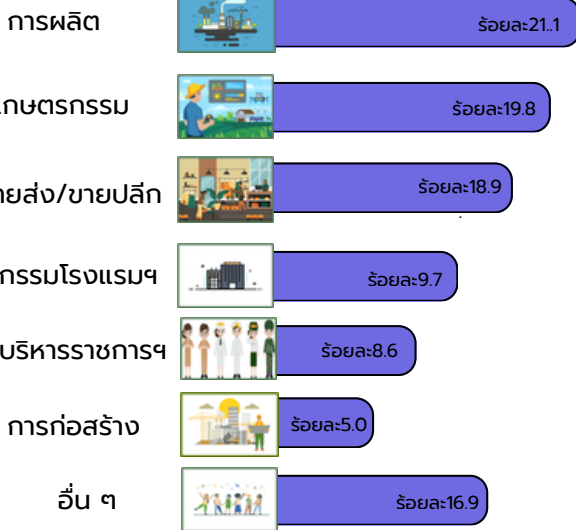 การผลิต ร้อยละ21.1
กษตรกรรม ร้อยละ19.8
ายส่ง/ขายปลีก ร้อยละ18.9
กรรมโรงแรมฯ ร้อยละ9.7
บริหารราชการฯ ร้อยละ8.6
การก่อสร้าง ร้อยละ5.0
อื่น ๆ ร้อยละ16.9